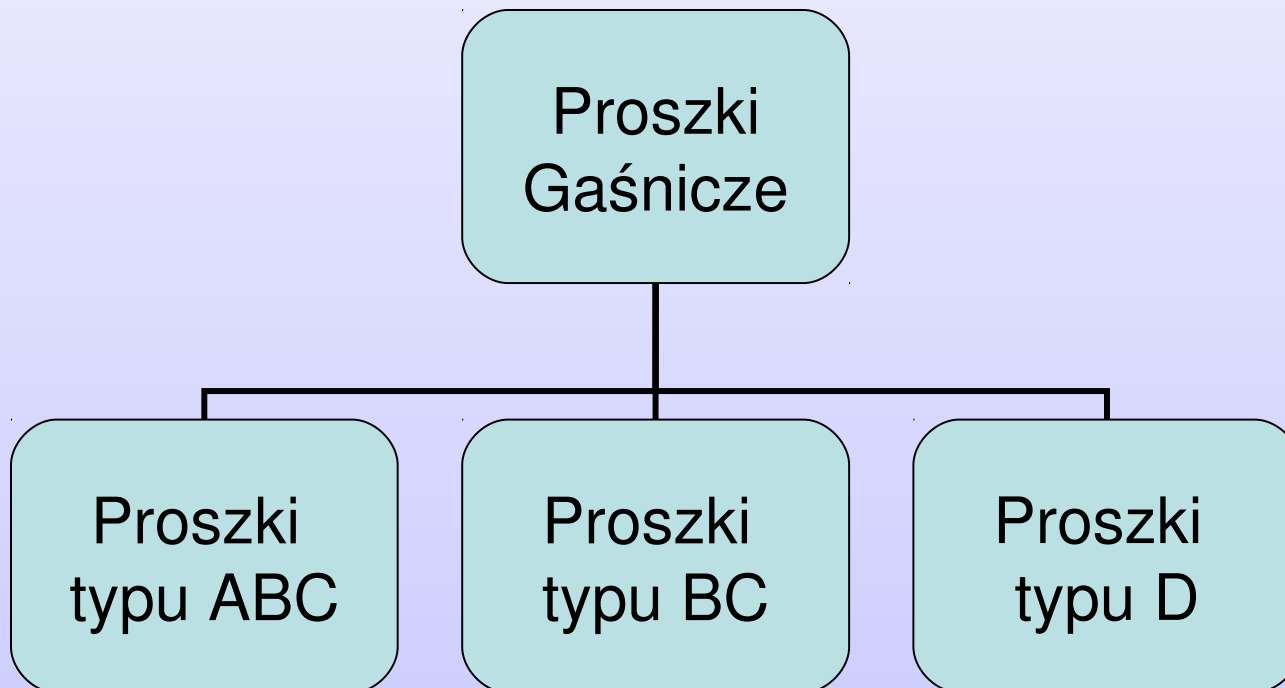 Proszki
Gaśnicze
Proszki
typu ABC
Proszki
typu BC
Proszki
typu D